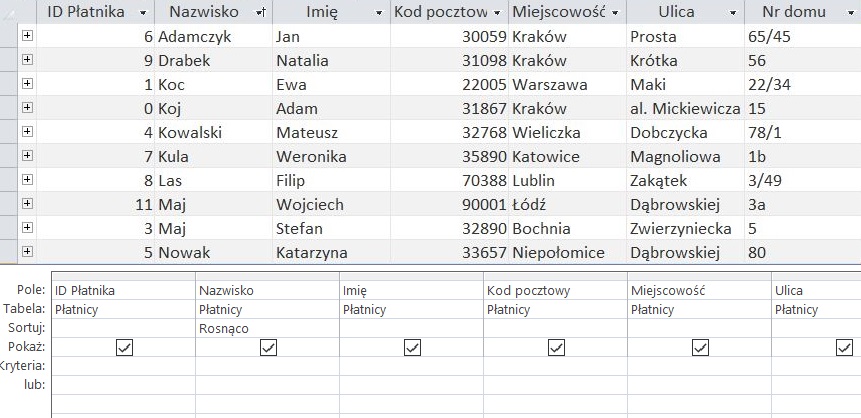 ID Płatnika Nazwisko Imię Kod pocztow Miejscowość Ulica Nr domu
6 Adamczyk Jan 30059 Kraków Prosta 65/45
9 Drabek Natalia 31098 Kraków Krótka 56
1 Koc Ewa 22005 Warszawa Maki 22/34
0 Koj Adam 31867 Kraków al. Mickiewicza 15
4 Kowalski Mateusz 32768 Wieliczka Dobczycka 78/1
7 Kula Weronika 35890 Katowice Magnoliowa 1b
8 Las Filip 70388 Lublin Zakątek 3/49
11 Maj Wojciech 90001 Łódź Dąbrowskiej 3a
3 Maj Stefan 32890 Bochnia Zwierzyniecka 5
5 Nowak Katarzyna 33657 Niepołomice Dąbrowskiej 80
Pole: ID Płatnika Nazwisko Imię Kod pocztowy Miejscowość Ulica
Tabela: Płatnicy Płatnicy Płatnicy Płatnicy Płatnicy Płatnicy
Sortuj: Rosnąco
Pokaż:
Kryteria:
lub: